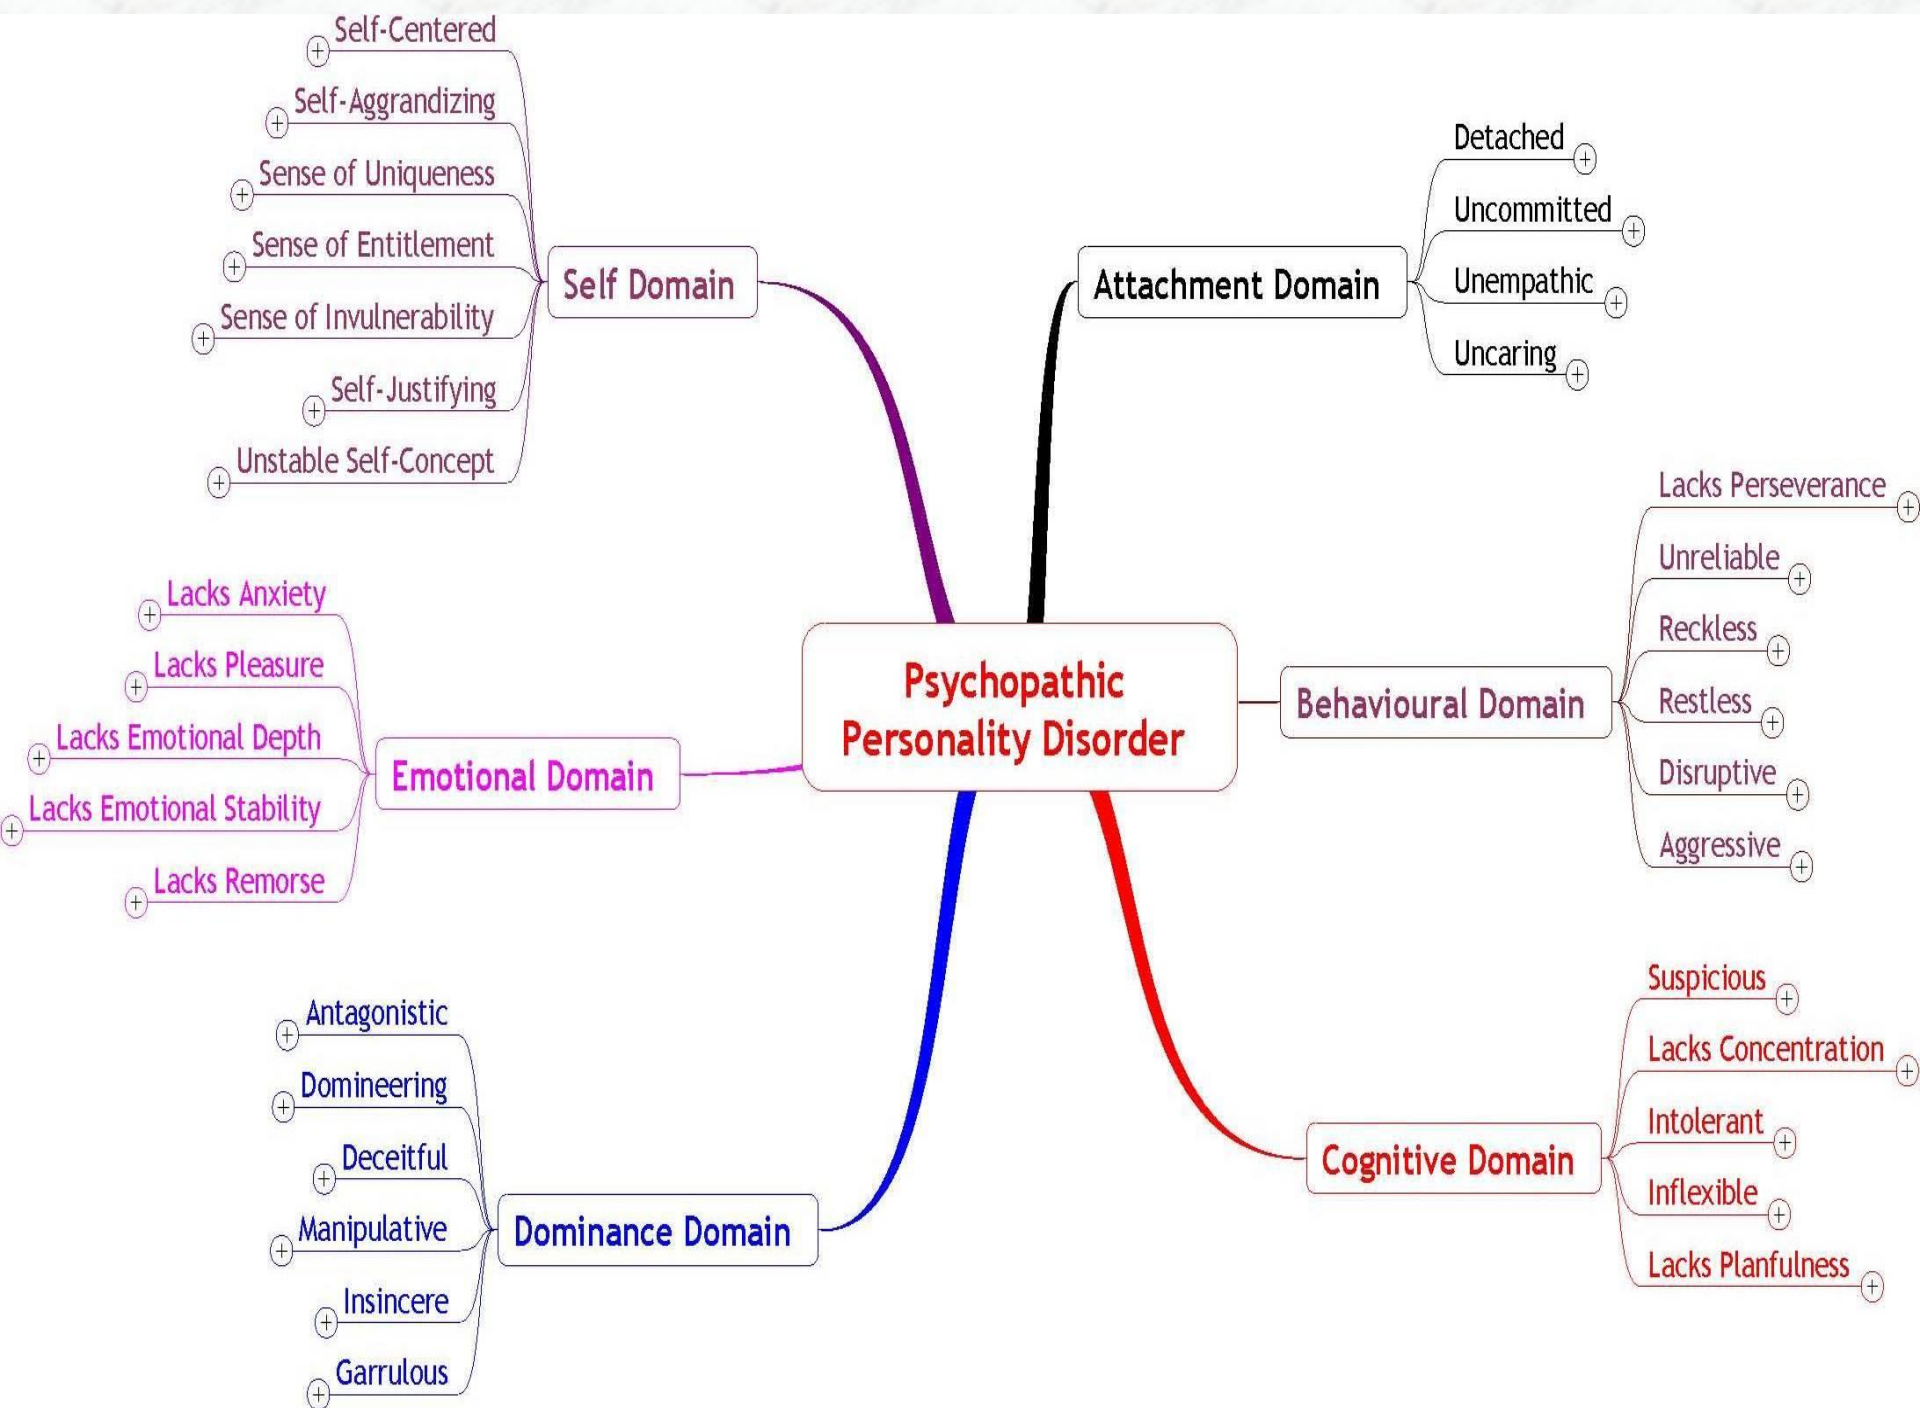 Psychopathic
Personality Disorder
Self Domain
Self-Centered
Self-Aggrandizing
Sense of Uniqueness
Sense of Entitlement
Sense of Invulnerability
Self-Justifying
Unstable Self-Concept
Attachment Domain
Detached
Uncommitted
Unempathic
Uncaring
Behavioural Domain
Lacks Perseverance
Unreliable
Reckless
Restless
Disruptive
Aggressive
Emotional Domain
Lacks Anxiety
Lacks Pleasure
Lacks Emotional Depth
Lacks Emotional Stability
Lacks Remorse
Dominance Domain
Antagonistic
Domineering
Deceitful
Manipulative
Insincere
Garrulous
Cognitive Domain
Suspicious
Lacks Concentration
Intolerant
Inflexible
Lacks Planfulness